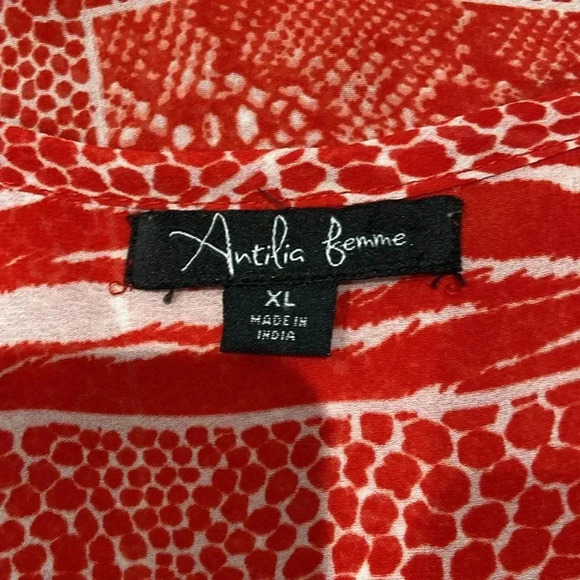 Antilia femme.
XL
MADE IN
INDIA